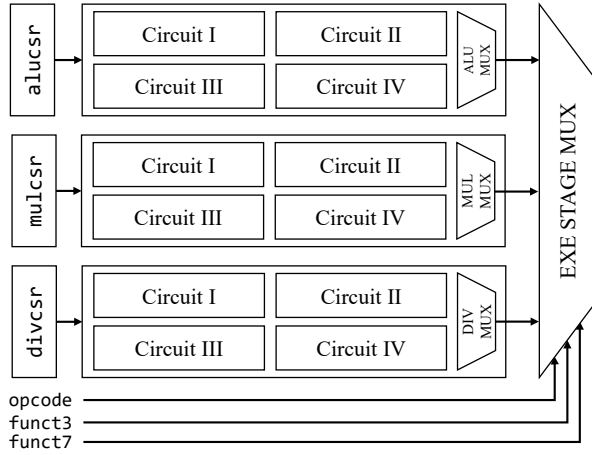 alucsr
Circuit I
Circuit II
Circuit III
Circuit IV
ALU
MUX
mulcsr
Circuit I
Circuit II
Circuit III
Circuit IV
MUL
MUX
divcsr
Circuit I
Circuit II
Circuit III
Circuit IV
DIV
MUX
EXE STAGE MUX
opcode
funct3
funct7